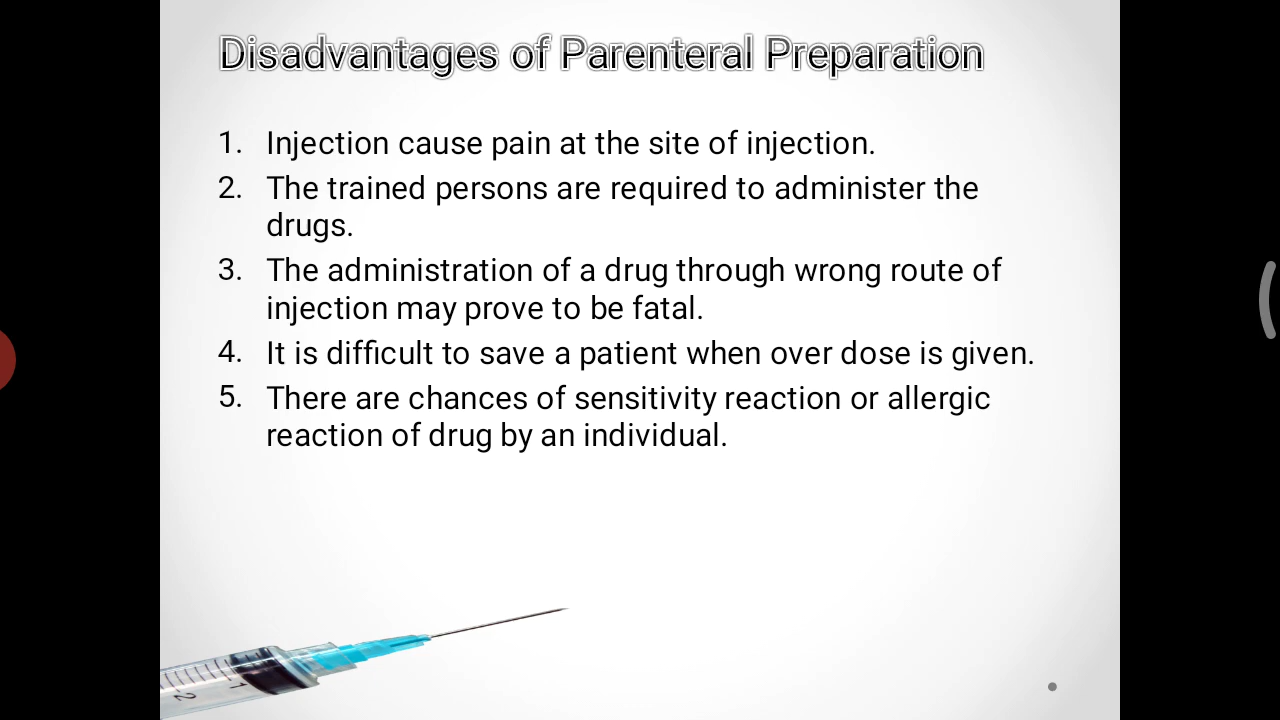 Disadvantages of Parenteral Preparation
1. Injection cause pain at the site of injection.
2. The trained persons are required to administer the
drugs.
3. The administration of a drug through wrong route of
injection may prove to be fatal.
4. It is difficult to save a patient when over dose is given.
5. There are chances of sensitivity reaction or allergic
reaction of drug by an individual.
1
2